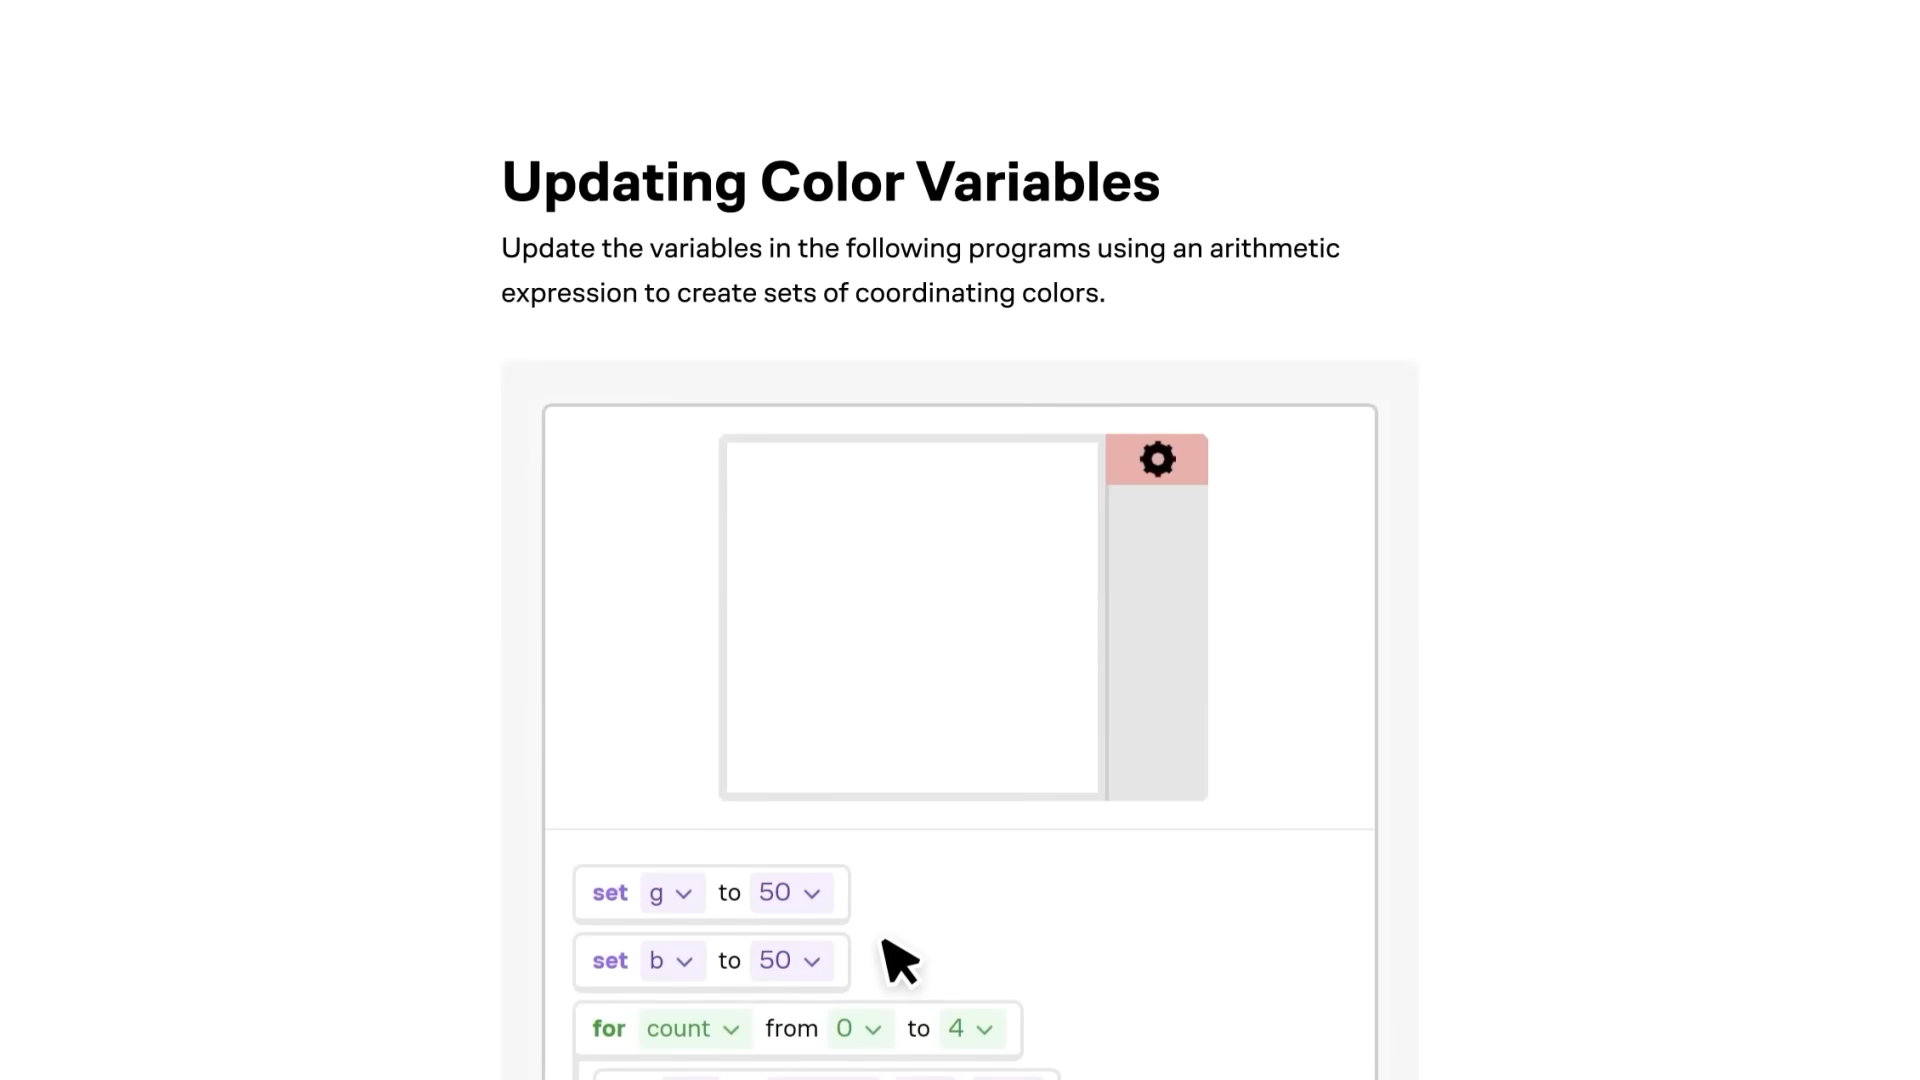 Updating Color Variables
Update the variables in the following programs using an arithmetic
expression to create sets of coordinating colors.
set g to 50
set b to 50
for count from 0 to 4